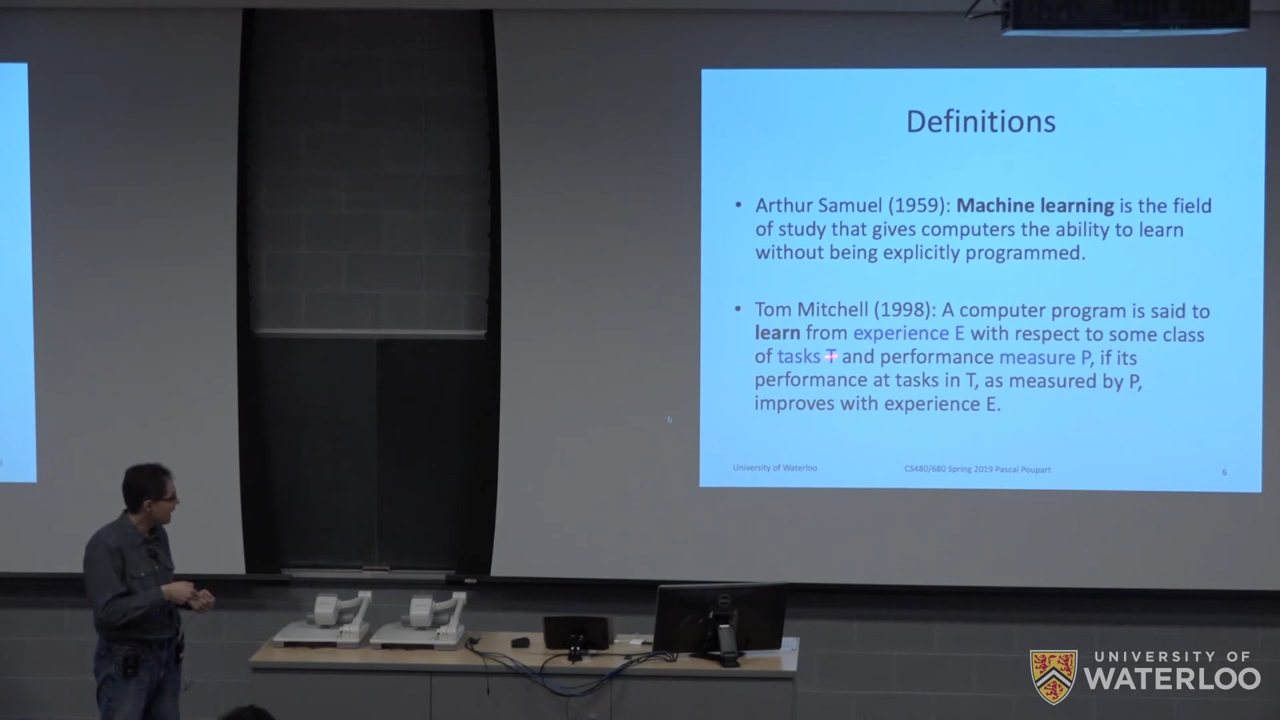 Definitions
• Arthur Samuel (1959): Machine learning is the field
of study that gives computers the ability to learn
without being explicitly programmed.
• Tom Mitchell (1998): A computer program is said to
learn from experience E with respect to some class
of tasks T and performance measure P, if its
performance at tasks in T, as measured by P,
improves with experience E.
6
University of Waterloo
CS480/680 Spring 2019 Pascal Poupart
6
UNIVERSITY OF
WATERLOO